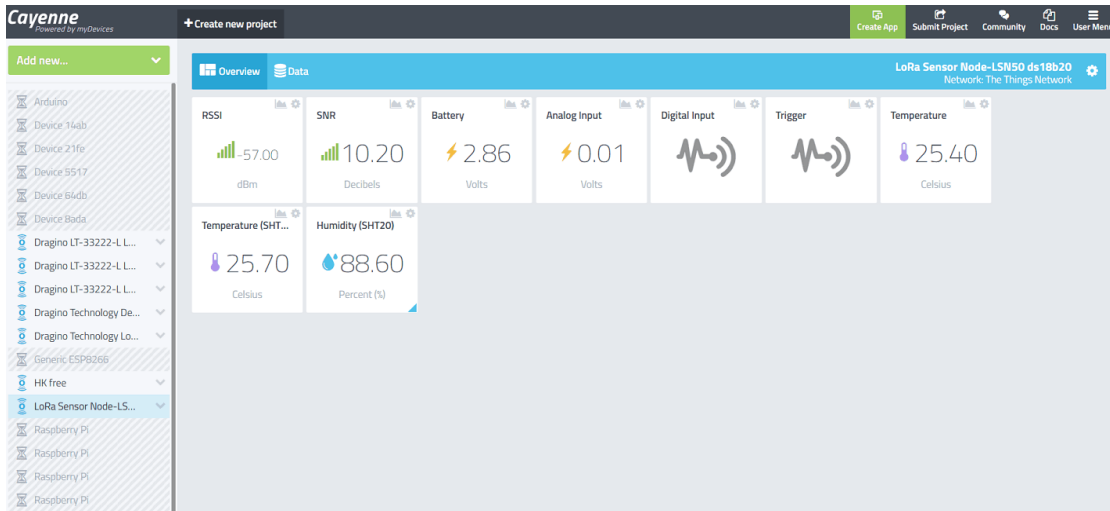 Cayenne
Powered by myDevices
+ Create new project
Create App
Submit Project
Community
Docs
User Menu
Add new...
Overview
Data
LoRa Sensor Node-LSN50 ds18b20
Network: The Things Network
Arduino
Device 14ab
Device 21fe
Device 5517
Device 64db
Device 8ada
Dragino LT-33222-L L...
Dragino LT-33222-L L...
Dragino LT-33222-L L...
Dragino Technology De...
Dragino Technology Lo...
Generic ESP8266
HK free
LoRa Sensor Node-LS...
Raspberry Pi
Raspberry Pi
Raspberry Pi
Raspberry Pi
RSSI
-57.00
dBm
SNR
10.20
Decibels
Battery
2.86
Volts
Analog Input
0.01
Volts
Digital Input
Trigger
Temperature
25.40
Celsius
Temperature (SHT...
25.70
Celsius
Humidity (SHT20)
88.60
Percent (%)